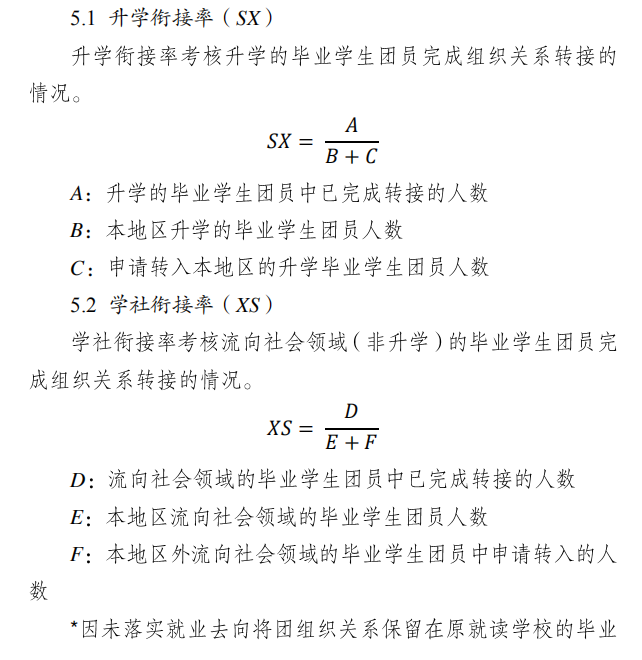 5.1 升学衔接率（SX）
升学衔接率考核升学的毕业学生团员完成组织关系转接的
情况。
SX = A / (B + C)
A：升学的毕业学生团员中已完成转接的人数
B：本地区升学的毕业学生团员人数
C：申请转入本地区的升学毕业学生团员人数
5.2 学社衔接率（XS）
学社衔接率考核流向社会领域（非升学）的毕业学生团员完
成组织关系转接的情况。
XS = D / (E + F)
D：流向社会领域的毕业学生团员中已完成转接的人数
E：本地区流向社会领域的毕业学生团员人数
F：本地区外流向社会领域的毕业学生团员中申请转入的人
数
*因未落实就业去向将团组织关系保留在原就读学校的毕业